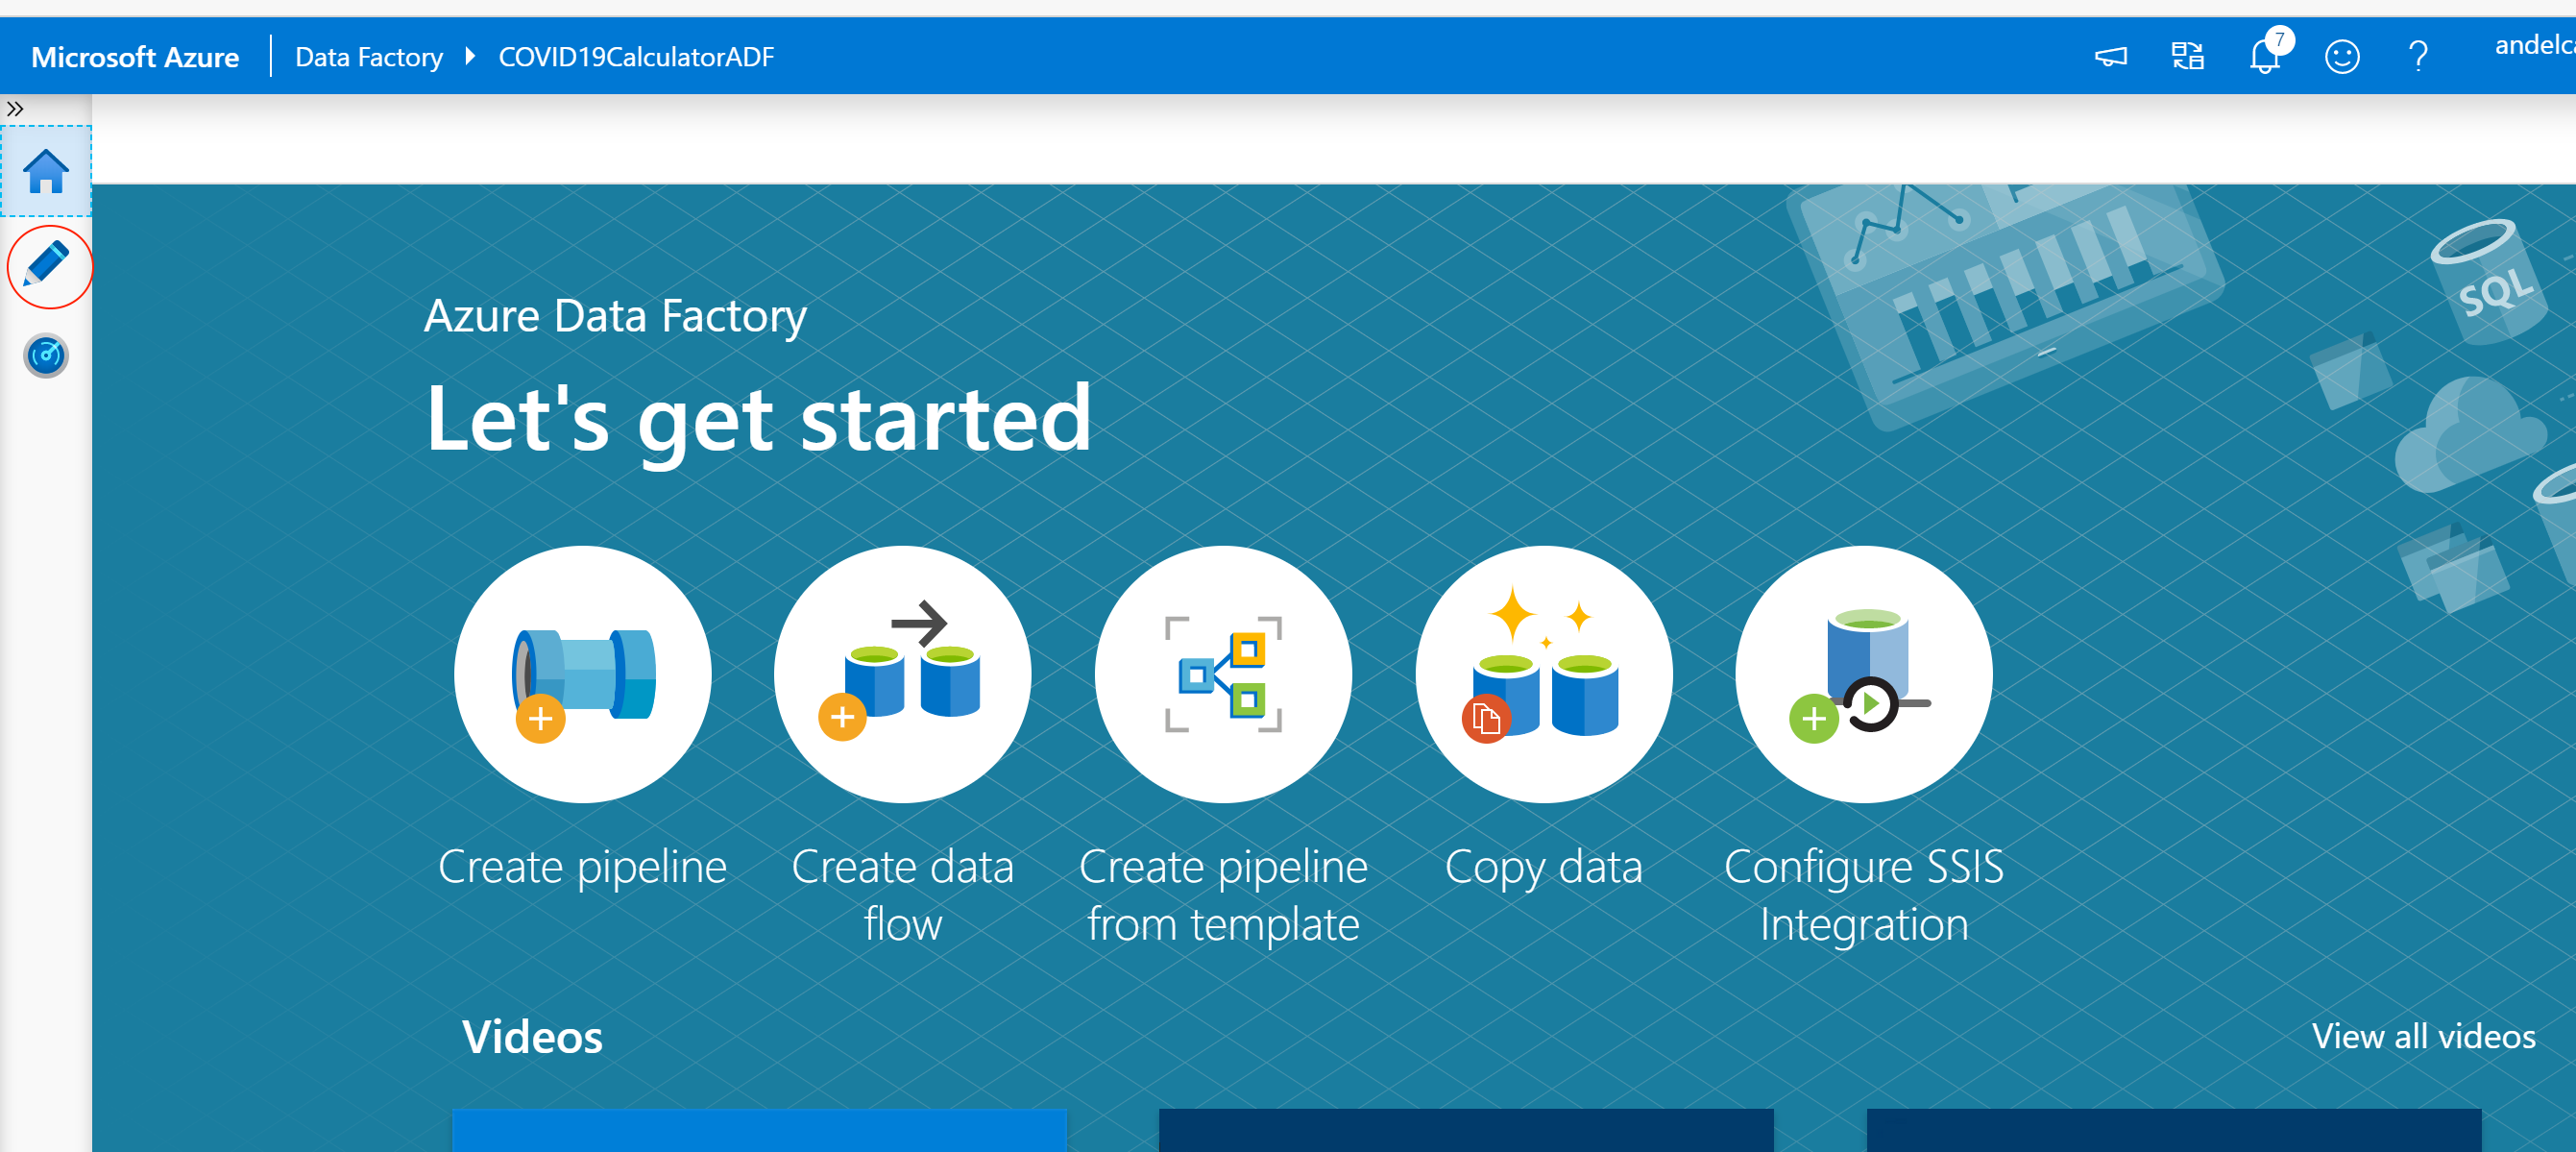 Microsoft Azure
Data Factory
COVID19CalculatorADF
7
Azure Data Factory
Let's get started
SQL
Create pipeline
Create data
flow
Create pipeline
from template
Copy data
Configure SSIS
Integration
Videos
View all videos